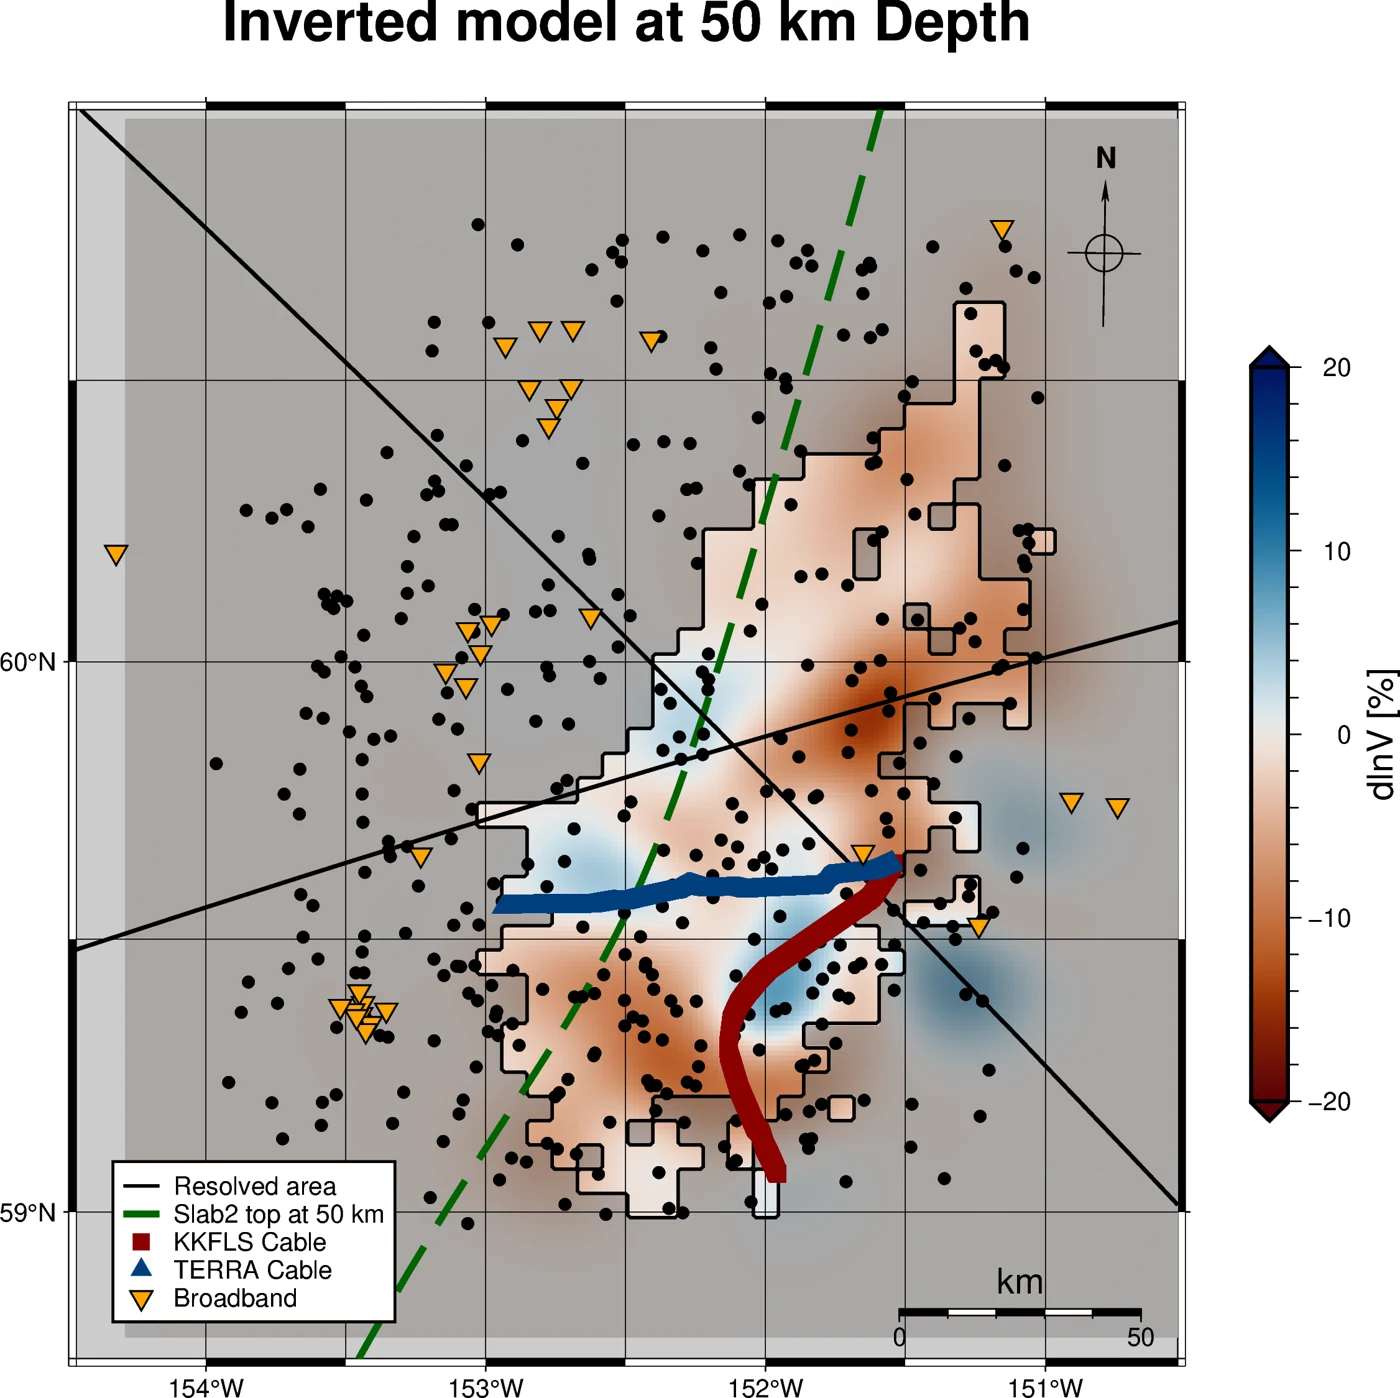 Inverted model at 50 km Depth
N
20
10
0
−10
−20
dlnV [%]
60°N
59°N
Resolved area
Slab2 top at 50 km
KKFLS Cable
TERRA Cable
Broadband
km
0 50
154°W 153°W 152°W 151°W